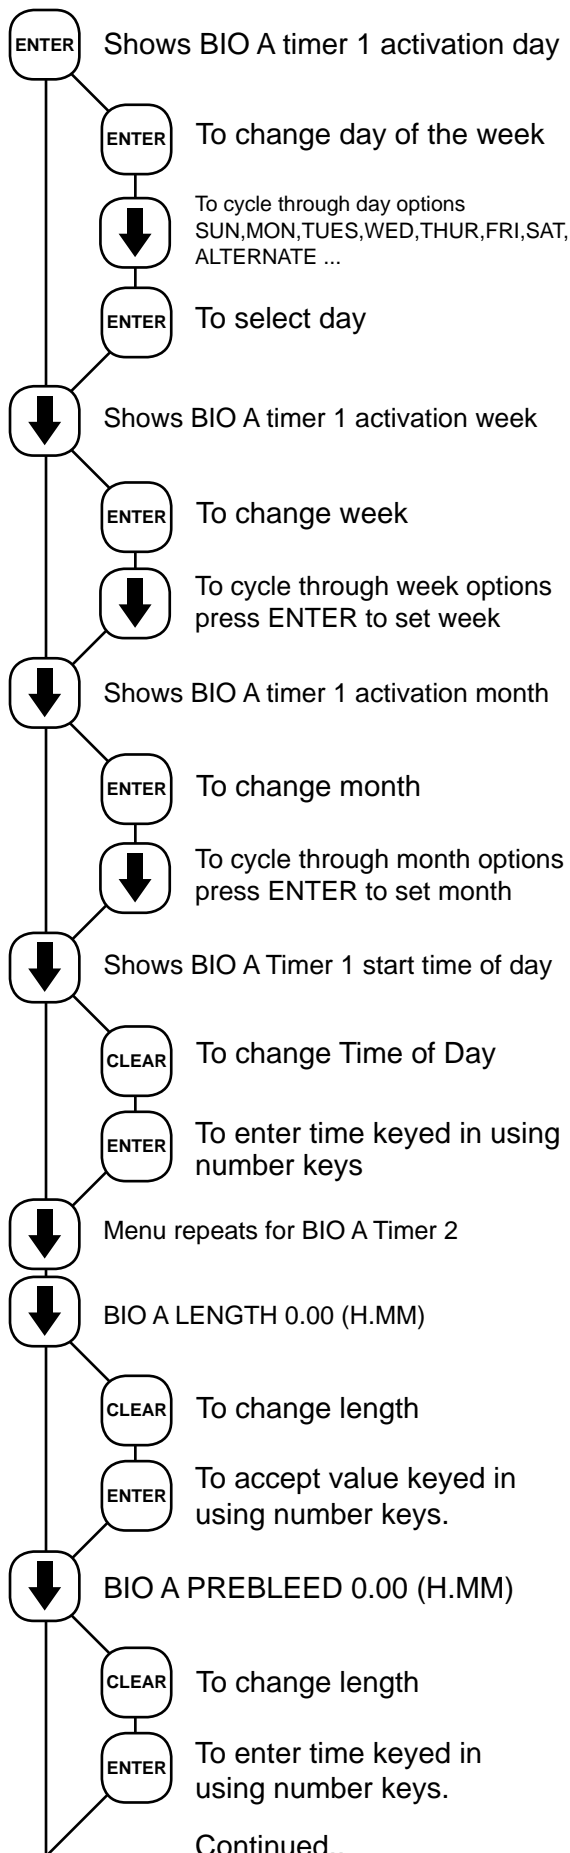 ENTER Shows BIO A timer 1 activation day
ENTER To change day of the week
To cycle through day options
SUN,MON,TUES,WED,THUR,FRI,SAT,
ALTERNATE ...
ENTER To select day
Shows BIO A timer 1 activation week
ENTER To change week
To cycle through week options
press ENTER to set week
Shows BIO A timer 1 activation month
ENTER To change month
To cycle through month options
press ENTER to set month
Shows BIO A Timer 1 start time of day
CLEAR To change Time of Day
ENTER To enter time keyed in using
number keys
Menu repeats for BIO A Timer 2
BIO A LENGTH 0.00 (H.MM)
CLEAR To change length
ENTER To accept value keyed in
using number keys.
BIO A PREBLEED 0.00 (H.MM)
CLEAR To change length
ENTER To enter time keyed in
using number keys.
Continued..